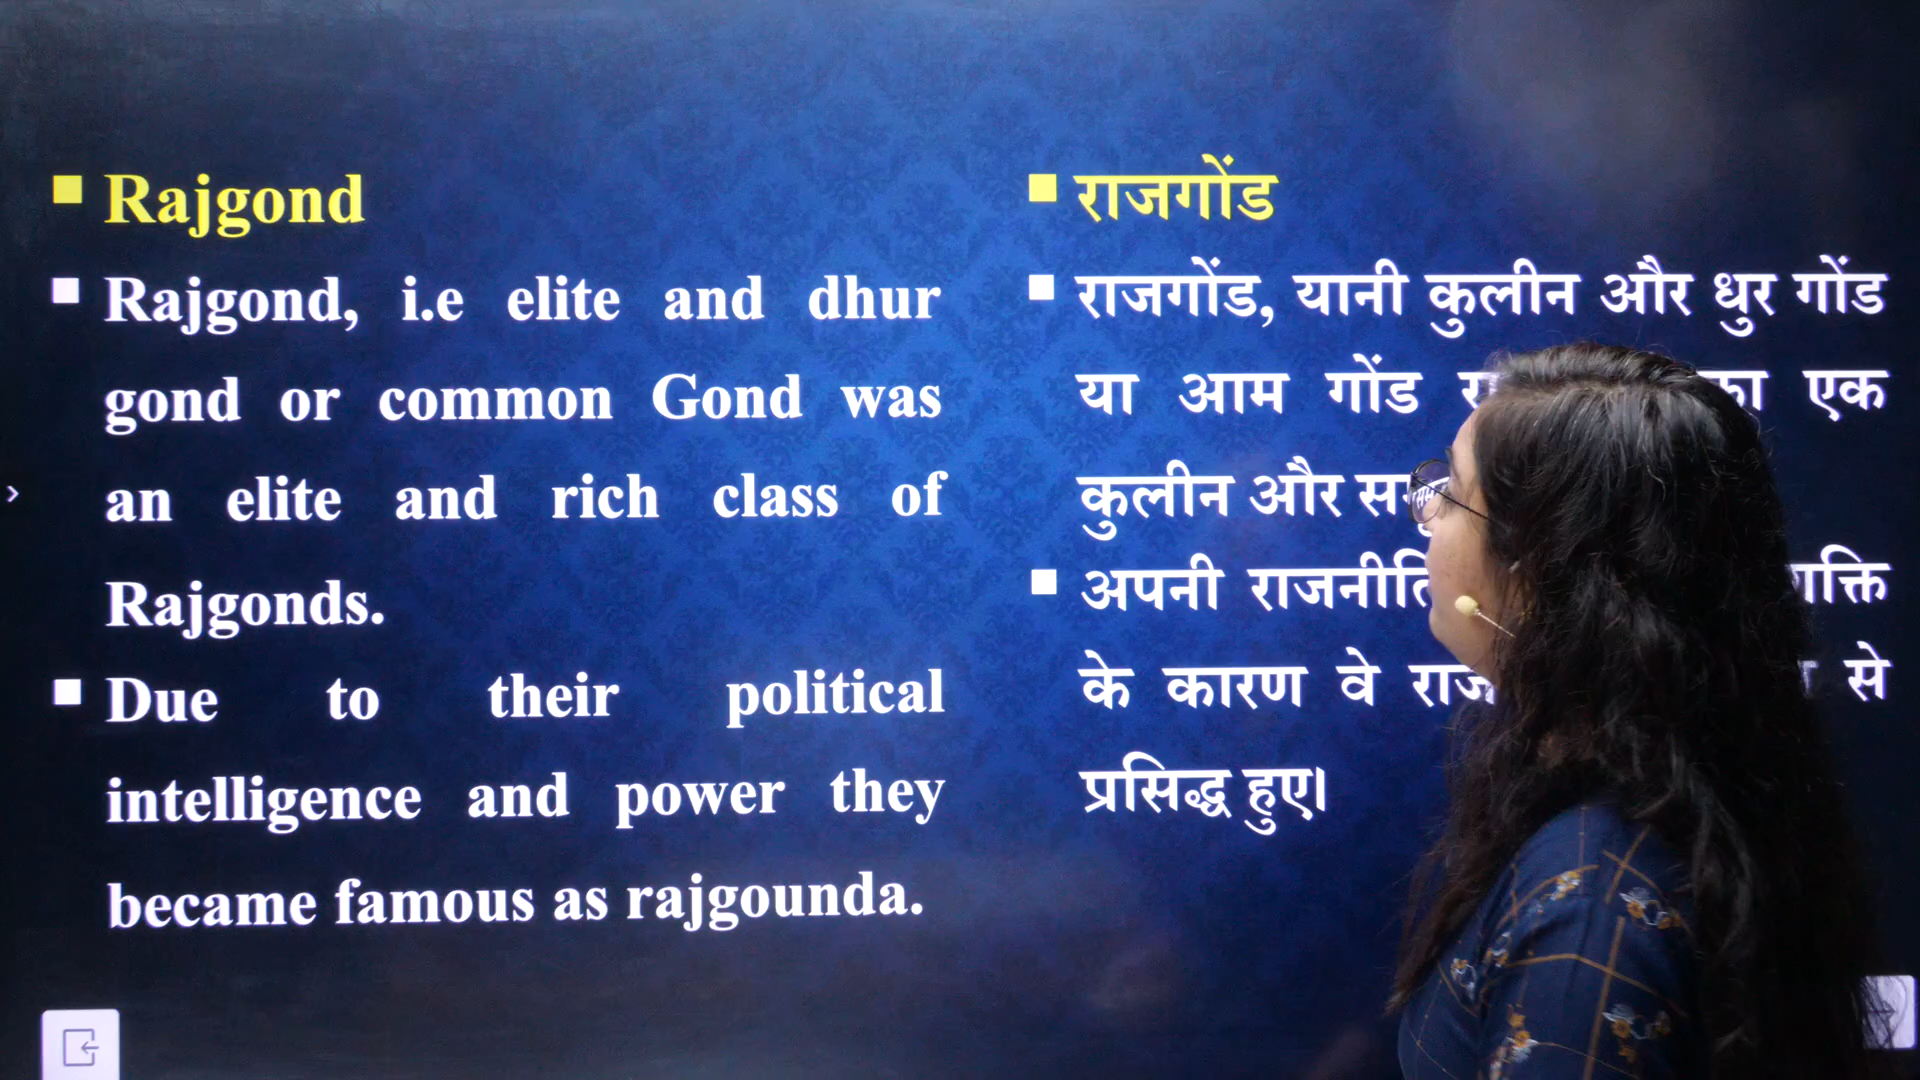 Rajgond
Rajgond, i.e elite and dhur
gond or common Gond was
an elite and rich class of
Rajgonds.
Due to their political
intelligence and power they
became famous as rajgounda.
राजगोंड
राजगोंड, यानी कुलीन और धुर गोंड
या आम गोंड एक
कुलीन और
अपनी
के कारण वे से
प्रसिद्ध हुए।